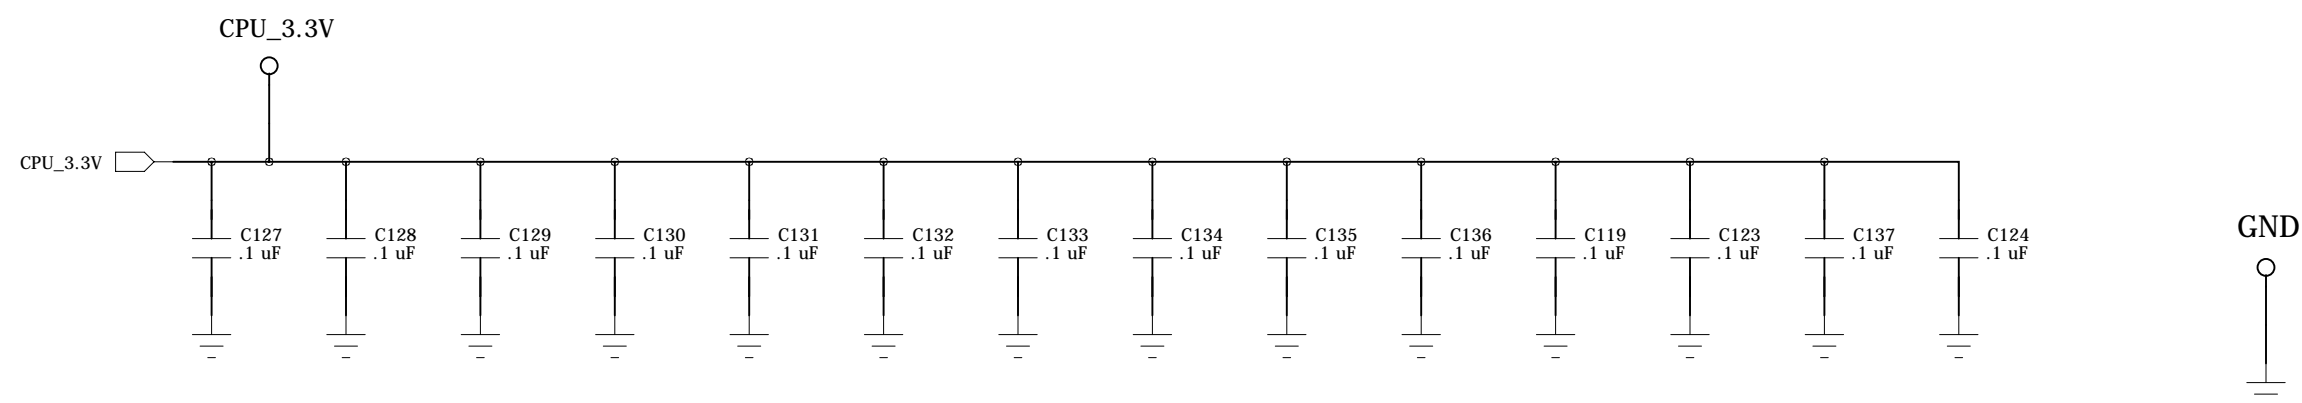 CPU_3.3V
CPU_3.3V
C127
.1 uF
C128
.1 uF
C129
.1 uF
C130
.1 uF
C131
.1 uF
C132
.1 uF
C133
.1 uF
C134
.1 uF
C135
.1 uF
C136
.1 uF
C119
.1 uF
C123
.1 uF
C137
.1 uF
C124
.1 uF
GND